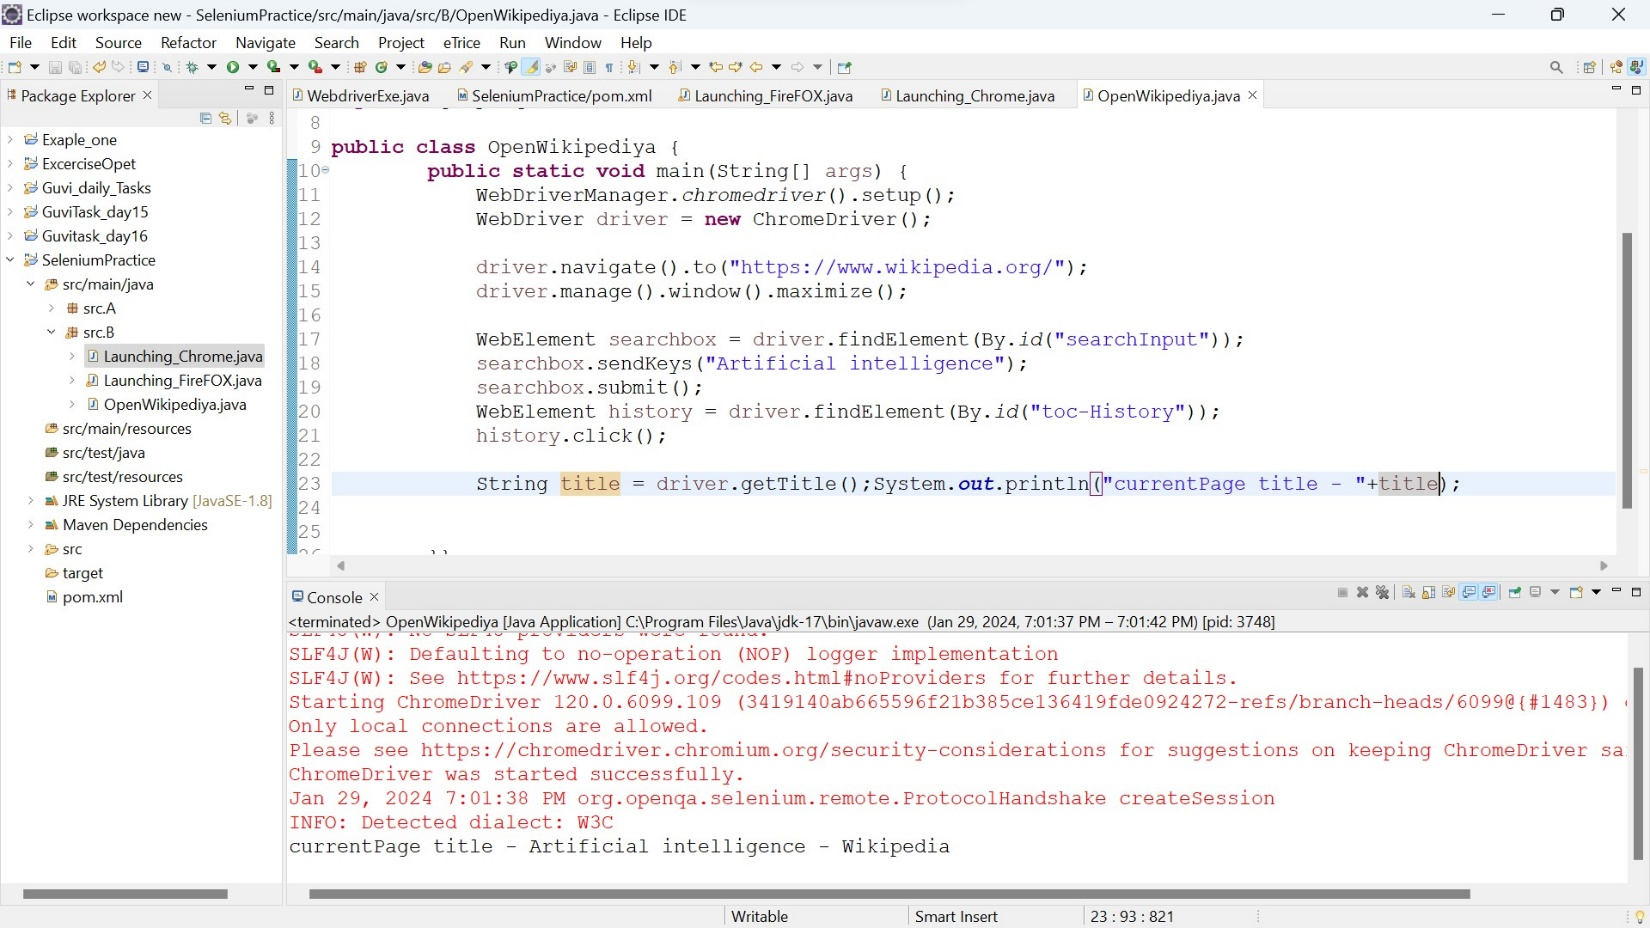 Eclipse workspace new - SeleniumPractice/src/main/java/src/B/OpenWikipediya.java - Eclipse IDE
File Edit Source Refactor Navigate Search Project eTrice Run Window Help
Package Explorer
Exaple_one
ExcerciseOpet
Guvi_daily_Tasks
GuviTask_day15
Guvitask_day16
SeleniumPractice
src/main/java
src.A
src.B
Launching_Chrome.java
Launching_FireFOX.java
OpenWikipediya.java
src/main/resources
src/test/java
src/test/resources
JRE System Library [JavaSE-1.8]
Maven Dependencies
src
target
pom.xml
WebdriverExe.java SeleniumPractice/pom.xml Launching_FireFOX.java Launching_Chrome.java OpenWikipediya.java
8
9 public class OpenWikipediya {
10 public static void main(String[] args) {
11 WebDriverManager.chromedriver().setup();
12 WebDriver driver = new ChromeDriver();
13
14 driver.navigate().to("https://www.wikipedia.org/");
15 driver.manage().window().maximize();
16
17 WebElement searchbox = driver.findElement(By.id("searchInput"));
18 searchbox.sendKeys("Artificial intelligence");
19 searchbox.submit();
20 WebElement history = driver.findElement(By.id("toc-History"));
21 history.click();
22
23 String title = driver.getTitle();System.out.println("currentPage title - "+title);
24
25
Console
<terminated> OpenWikipediya [Java Application] C:\Program Files\Java\jdk-17\bin\javaw.exe (Jan 29, 2024, 7:01:37 PM – 7:01:42 PM) [pid: 3748]
SLF4J(W): No SLF4J providers were found.
SLF4J(W): Defaulting to no-operation (NOP) logger implementation
SLF4J(W): See https://www.slf4j.org/codes.html#noProviders for further details.
Starting ChromeDriver 120.0.6099.109 (3419140ab665596f21b385ce136419fde0924272-refs/branch-heads/6099@{#1483})
Only local connections are allowed.
Please see https://chromedriver.chromium.org/security-considerations for suggestions on keeping ChromeDriver sa
ChromeDriver was started successfully.
Jan 29, 2024 7:01:38 PM org.openqa.selenium.remote.ProtocolHandshake createSession
INFO: Detected dialect: W3C
currentPage title - Artificial intelligence - Wikipedia
Writable Smart Insert 23 : 93 : 821